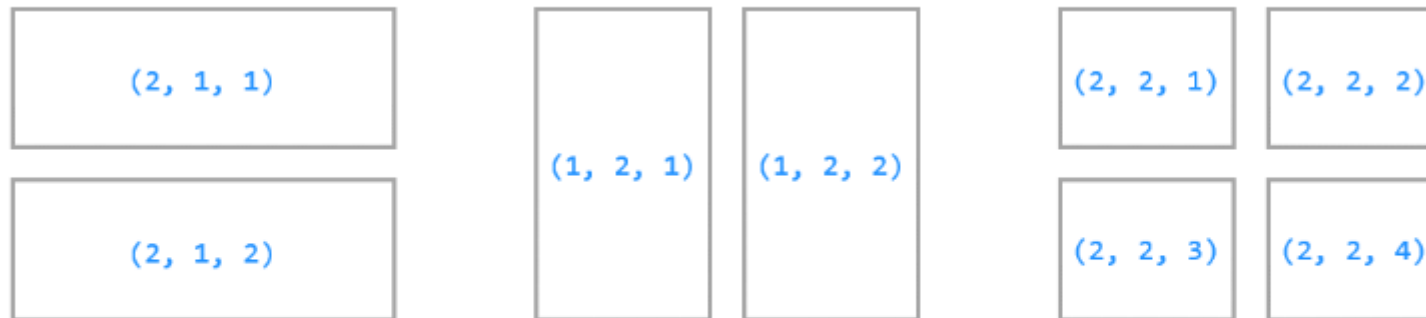 (2, 1, 1)
(2, 1, 2)
(1, 2, 1)
(1, 2, 2)
(2, 2, 1)
(2, 2, 2)
(2, 2, 3)
(2, 2, 4)